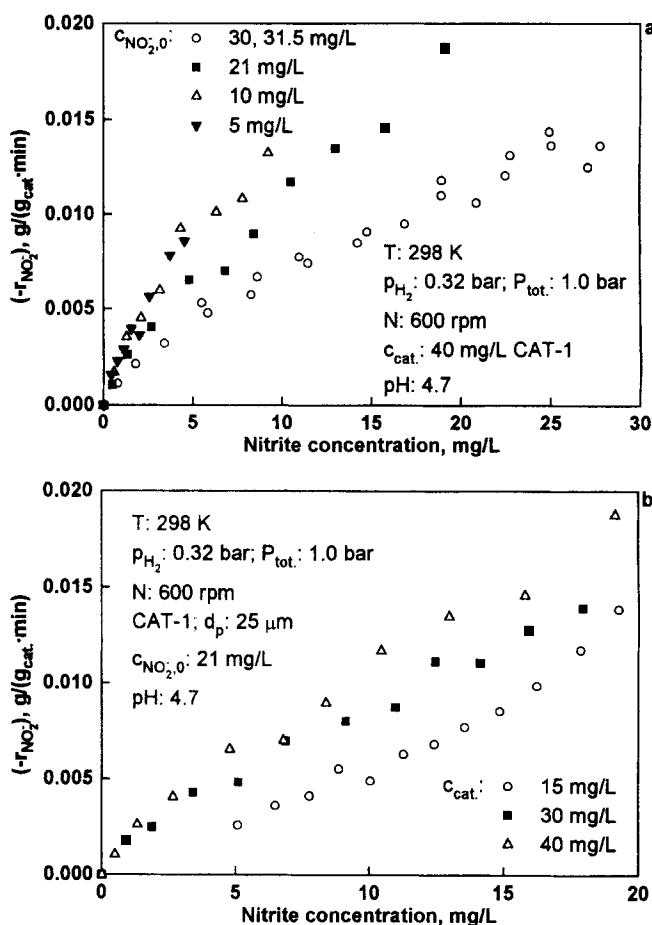 a
c_NO₂⁻,0: ○ 30, 31.5 mg/L
■ 21 mg/L
△ 10 mg/L
▼ 5 mg/L
(-r_NO₂⁻), g/(g_cat·min)
0.020
0.015
0.010
0.005
0.000
T: 298 K
p_H₂: 0.32 bar; P_tot.: 1.0 bar
N: 600 rpm
c_cat.: 40 mg/L CAT-1
pH: 4.7
0 5 10 15 20 25 30
Nitrite concentration, mg/L
b
(-r_NO₂⁻), g/(g_cat.·min)
0.020
0.015
0.010
0.005
0.000
T: 298 K
p_H₂: 0.32 bar; P_tot.: 1.0 bar
N: 600 rpm
CAT-1; d_p: 25 μm
c_NO₂⁻,0: 21 mg/L
pH: 4.7
c_cat.: ○ 15 mg/L
■ 30 mg/L
△ 40 mg/L
0 5 10 15 20
Nitrite concentration, mg/L